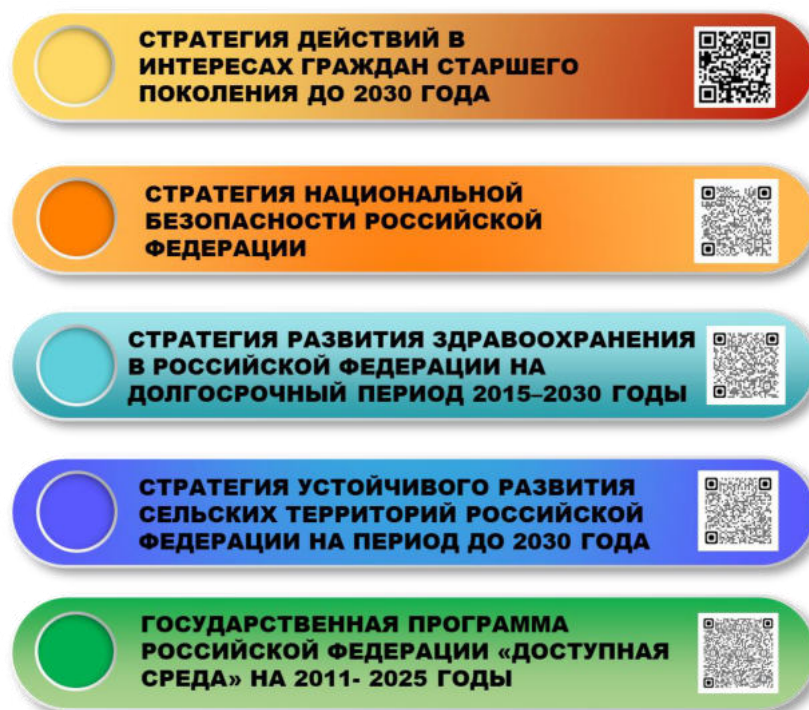 СТРАТЕГИЯ ДЕЙСТВИЙ В
ИНТЕРЕСАХ ГРАЖДАН СТАРШЕГО
ПОКОЛЕНИЯ ДО 2030 ГОДА
СТРАТЕГИЯ НАЦИОНАЛЬНОЙ
БЕЗОПАСНОСТИ РОССИЙСКОЙ
ФЕДЕРАЦИИ
СТРАТЕГИЯ РАЗВИТИЯ ЗДРАВООХРАНЕНИЯ
В РОССИЙСКОЙ ФЕДЕРАЦИИ НА
ДОЛГОСРОЧНЫЙ ПЕРИОД 2015–2030 ГОДЫ
СТРАТЕГИЯ УСТОЙЧИВОГО РАЗВИТИЯ
СЕЛЬСКИХ ТЕРРИТОРИЙ РОССИЙСКОЙ
ФЕДЕРАЦИИ НА ПЕРИОД ДО 2030 ГОДА
ГОСУДАРСТВЕННАЯ ПРОГРАММА
РОССИЙСКОЙ ФЕДЕРАЦИИ «ДОСТУПНАЯ
СРЕДА» НА 2011- 2025 ГОДЫ